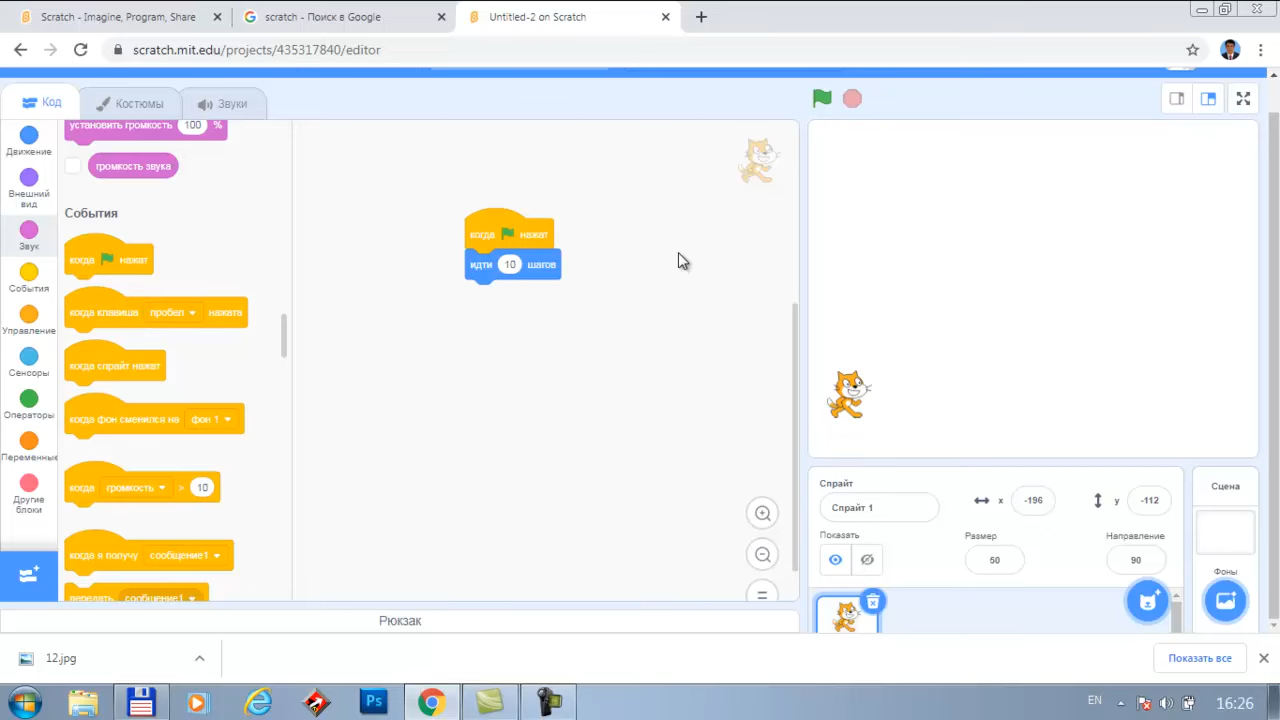 Scratch - Imagine, Program, Share
scratch - Поиск в Google
Untitled-2 on Scratch
scratch.mit.edu/projects/435317840/editor
Код
Костюмы
Звуки
Движение
Внешний
вид
Звук
События
Управление
Сенсоры
Операторы
Переменные
Другие
блоки
установить громкость 100 %
громкость звука
События
когда нажат
когда клавиша пробел нажата
когда спрайт нажат
когда фон сменился на фон 1
когда громкость > 10
когда я получу сообщение1
передать сообщение1
когда нажат
идти 10 шагов
Рюкзак
Спрайт
Спрайт 1
x -196
y -112
Показать
Размер
50
Направление
90
Сцена
Фоны
12.jpg
Показать все
Ps
EN
16:26